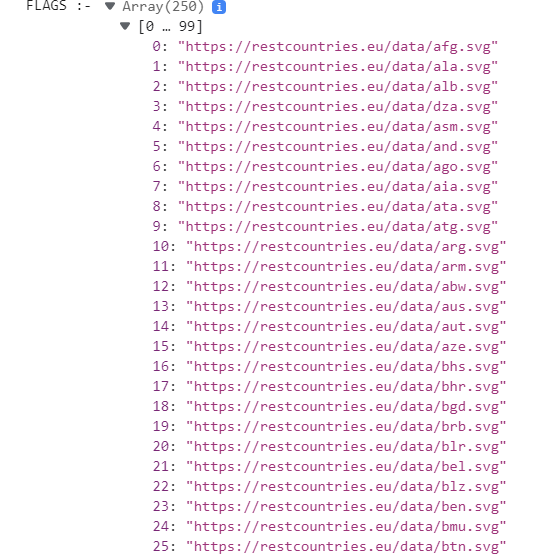 FLAGS :- ▼ Array(250) i
▼ [0 … 99]
0: "https://restcountries.eu/data/afg.svg"
1: "https://restcountries.eu/data/ala.svg"
2: "https://restcountries.eu/data/alb.svg"
3: "https://restcountries.eu/data/dza.svg"
4: "https://restcountries.eu/data/asm.svg"
5: "https://restcountries.eu/data/and.svg"
6: "https://restcountries.eu/data/ago.svg"
7: "https://restcountries.eu/data/aia.svg"
8: "https://restcountries.eu/data/ata.svg"
9: "https://restcountries.eu/data/atg.svg"
10: "https://restcountries.eu/data/arg.svg"
11: "https://restcountries.eu/data/arm.svg"
12: "https://restcountries.eu/data/abw.svg"
13: "https://restcountries.eu/data/aus.svg"
14: "https://restcountries.eu/data/aut.svg"
15: "https://restcountries.eu/data/aze.svg"
16: "https://restcountries.eu/data/bhs.svg"
17: "https://restcountries.eu/data/bhr.svg"
18: "https://restcountries.eu/data/bgd.svg"
19: "https://restcountries.eu/data/brb.svg"
20: "https://restcountries.eu/data/blr.svg"
21: "https://restcountries.eu/data/bel.svg"
22: "https://restcountries.eu/data/blz.svg"
23: "https://restcountries.eu/data/ben.svg"
24: "https://restcountries.eu/data/bmu.svg"
25: "https://restcountries.eu/data/btn.svg"